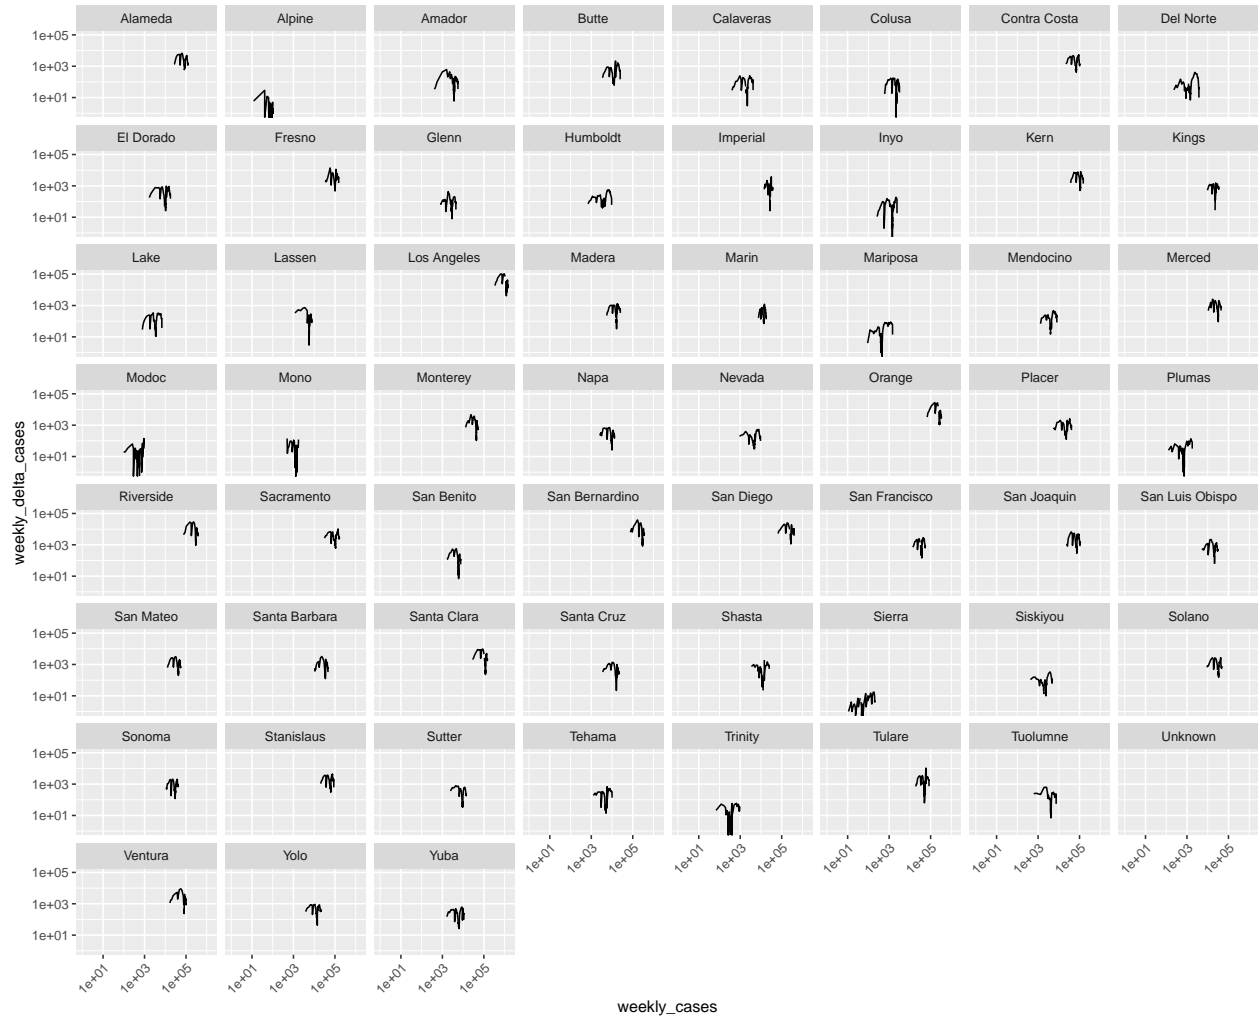 Alameda Alpine Amador Butte Calaveras Colusa Contra Costa Del Norte
1e+05
1e+03
1e+01
El Dorado Fresno Glenn Humboldt Imperial Inyo Kern Kings
1e+05
1e+03
1e+01
Lake Lassen Los Angeles Madera Marin Mariposa Mendocino Merced
1e+05
1e+03
1e+01
Modoc Mono Monterey Napa Nevada Orange Placer Plumas
1e+05
1e+03
1e+01
weekly_delta_cases
Riverside Sacramento San Benito San Bernardino San Diego San Francisco San Joaquin San Luis Obispo
1e+05
1e+03
1e+01
San Mateo Santa Barbara Santa Clara Santa Cruz Shasta Sierra Siskiyou Solano
1e+05
1e+03
1e+01
Sonoma Stanislaus Sutter Tehama Trinity Tulare Tuolumne Unknown
1e+05
1e+03
1e+01
1e+01 1e+03 1e+05 1e+01 1e+03 1e+05 1e+01 1e+03 1e+05 1e+01 1e+03 1e+05 1e+01 1e+03 1e+05
Ventura Yolo Yuba
1e+05
1e+03
1e+01
1e+01 1e+03 1e+05 1e+01 1e+03 1e+05 1e+01 1e+03 1e+05
weekly_cases